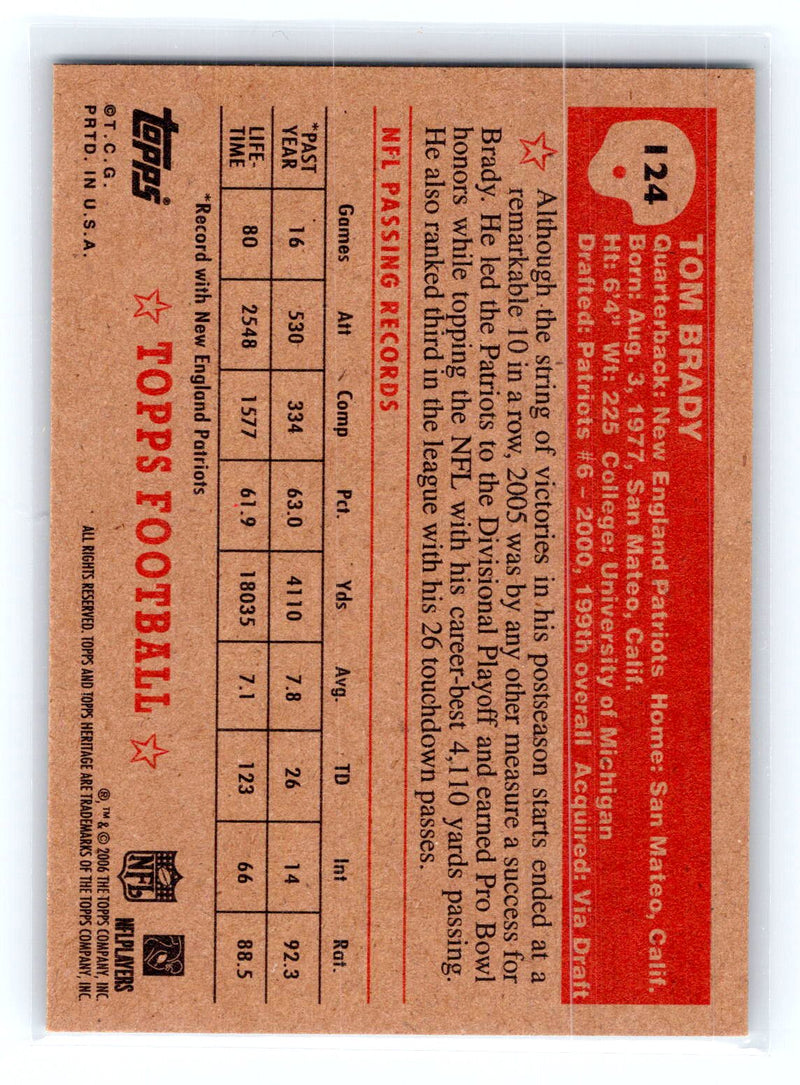 124
TOM BRADY
Quarterback: New England Patriots Home: San Mateo, Calif.
Born: Aug. 3, 1977, San Mateo, Calif.
Ht: 6'4" Wt: 225 College: University of Michigan
Drafted: Patriots #6 - 2000, 199th overall Acquired: Via Draft
Although the string of victories in his postseason starts ended at a
remarkable 10 in a row, 2005 was by any other measure a success for
Brady. He led the Patriots to the Divisional Playoff and earned Pro Bowl
honors while topping the NFL with his career-best 4,110 yards passing.
He also ranked third in the league with his 26 touchdown passes.
NFL PASSING RECORDS
Games Att Comp Pct. Yds Avg. TD Int Rat.
*PAST YEAR 16 530 334 63.0 4110 7.8 26 14 92.3
LIFE-TIME 80 2548 1577 61.9 18035 7.1 123 66 88.5
*Record with New England Patriots
topps®
©T.C.G.
PRTD. IN U.S.A.
TOPPS FOOTBALL
NFL
NFLPLAYERS
®, ™ & © 2006 THE TOPPS COMPANY, INC.
ALL RIGHTS RESERVED. TOPPS AND TOPPS HERITAGE ARE TRADEMARKS OF THE TOPPS COMPANY, INC.